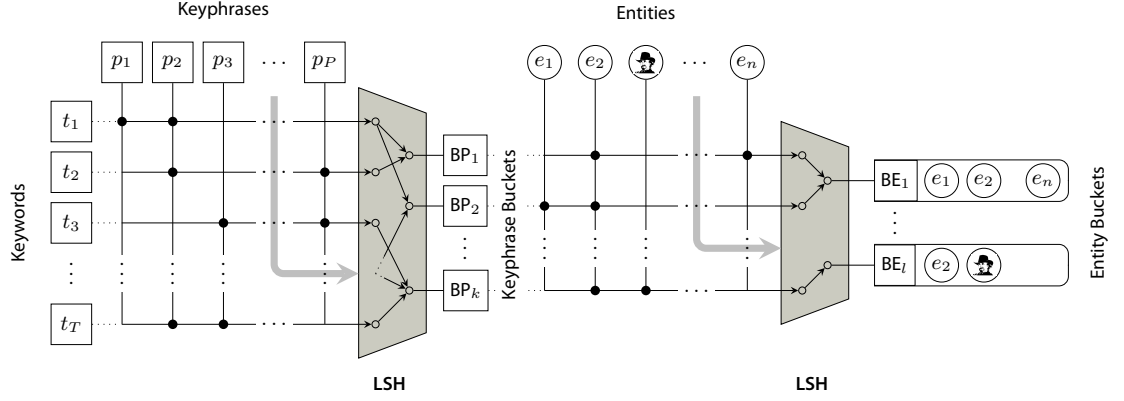 Keyphrases
Entities
p1 p2 p3 ... pP
e1 e2 ... en
Keywords
t1 ...
t2
t3 ...
tT ...
BP1
BP2
BPk
Keyphrase Buckets
...
...
...
BE1 e1 e2 en
BEl e2
Entity Buckets
LSH
LSH